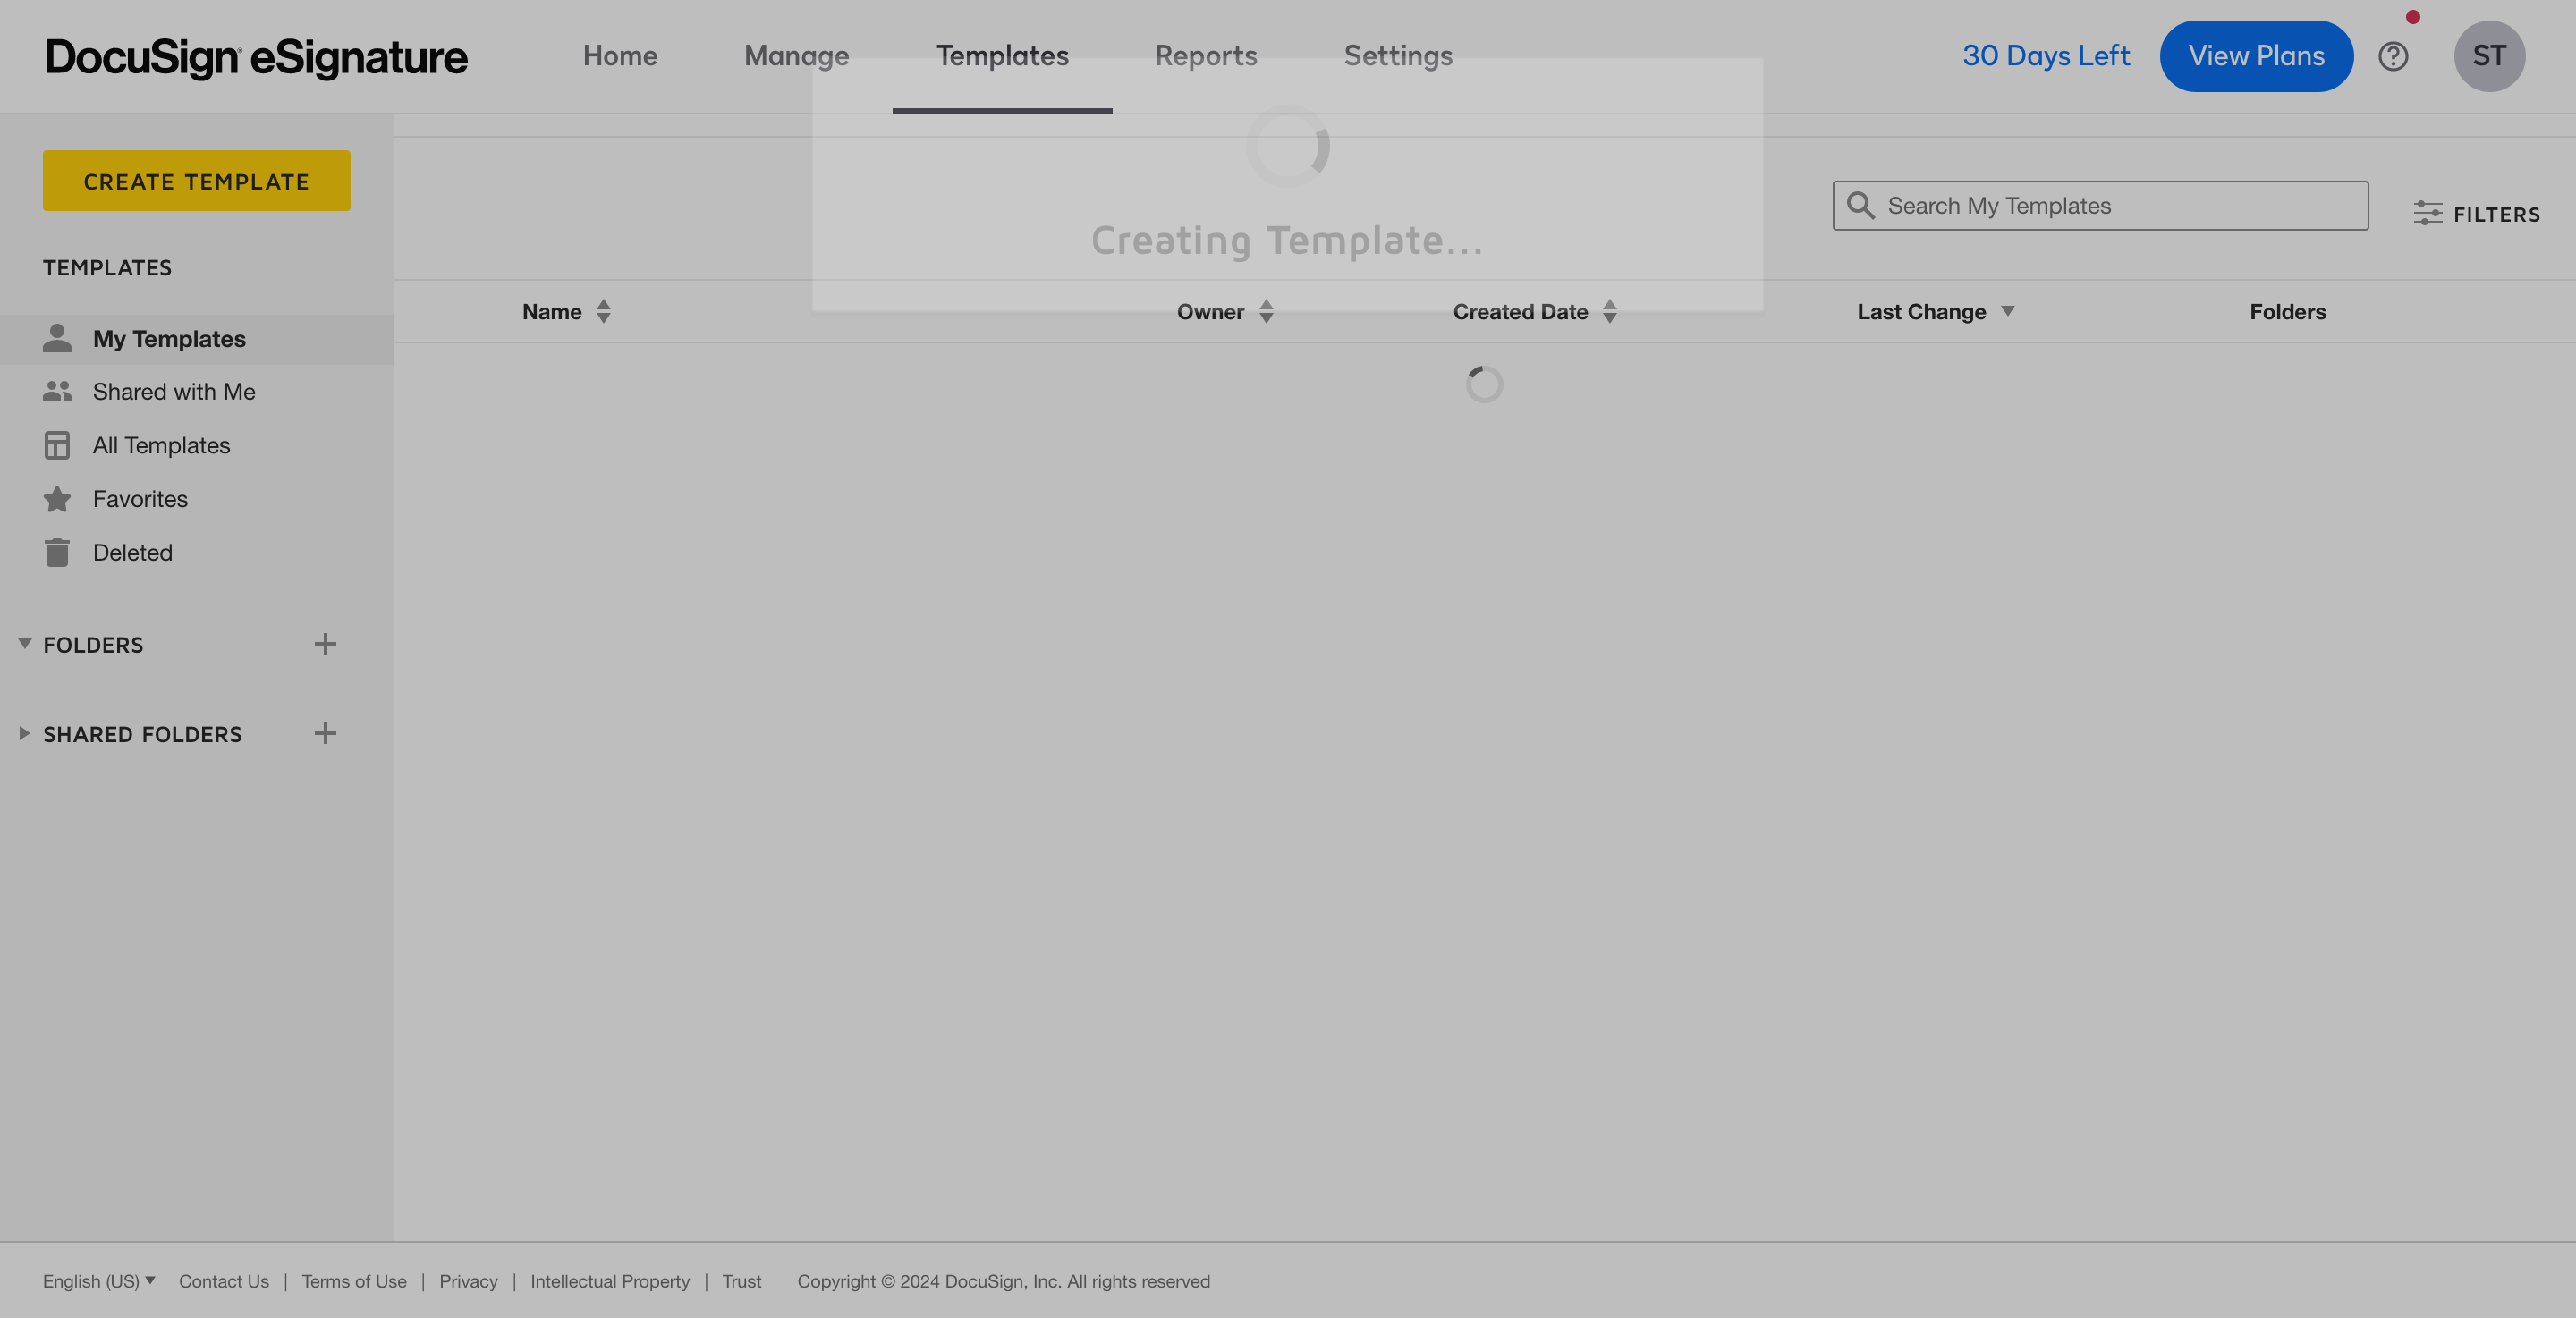 DocuSign eSignature Home Manage Templates Reports Settings 30 Days Left View Plans ST
CREATE TEMPLATE
Creating Template...
Search My Templates
FILTERS
TEMPLATES
Name Owner Created Date Last Change Folders
My Templates
Shared with Me
All Templates
Favorites
Deleted
FOLDERS
SHARED FOLDERS
English (US) Contact Us | Terms of Use | Privacy | Intellectual Property | Trust Copyright © 2024 DocuSign, Inc. All rights reserved